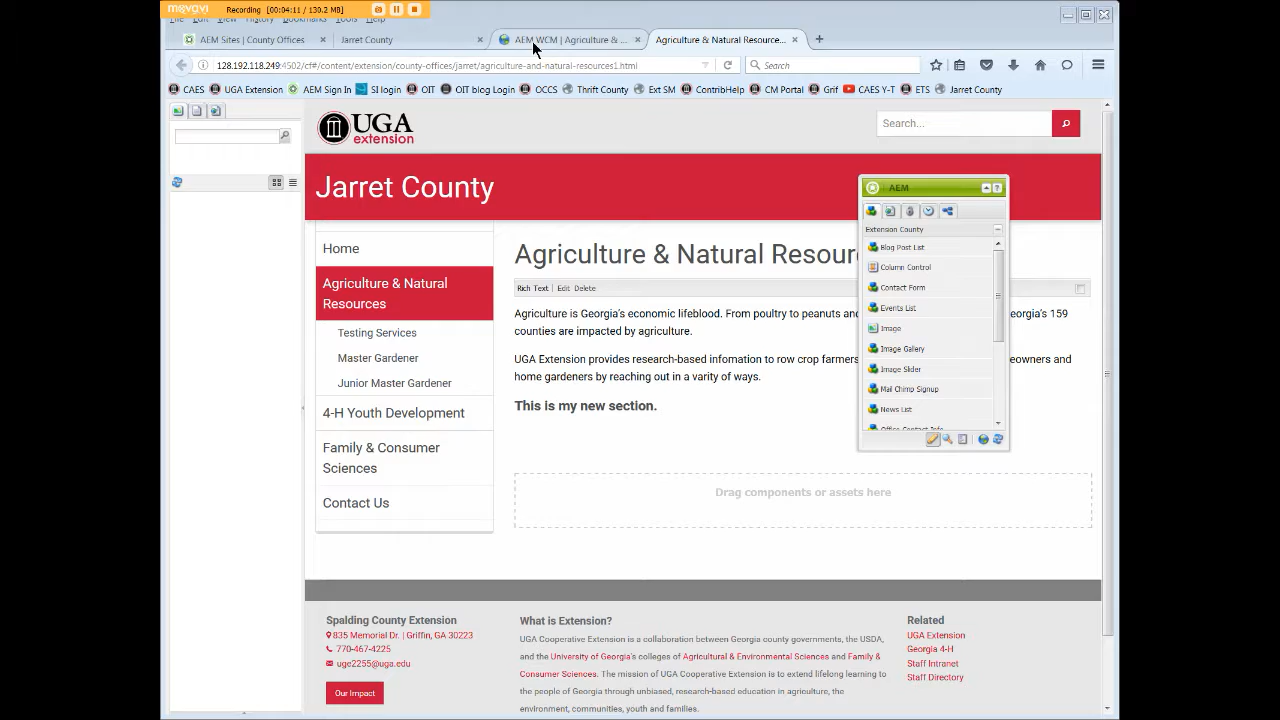 movavi Recording [00:04:11 / 130.2 MB]
File Edit View History Bookmarks Tools Help
AEM Sites | County Offices × Jarret County × AEM WCM | Agriculture & ... × Agriculture & Natural Resource... × +
128.192.118.249:4502/cf#/content/extension/county-offices/jarret/agriculture-and-natural-resources1.html Search
CAES UGA Extension AEM Sign In SI login OIT OIT blog Login OCCS Thrift County Ext SM ContribHelp CM Portal Grif CAES Y-T ETS Jarret County
UGA
extension
Search...
Jarret County
AEM
Extension County
Blog Post List
Column Control
Contact Form
Events List
Image
Image Gallery
Image Slider
Mail Chimp Signup
News List
Office Contact Info
Home
Agriculture & Natural
Resources
Testing Services
Master Gardener
Junior Master Gardener
4-H Youth Development
Family & Consumer
Sciences
Contact Us
Agriculture & Natural Resour
Rich Text | Edit Delete
Agriculture is Georgia's economic lifeblood. From poultry to peanuts and eorgia's 159
counties are impacted by agriculture.
UGA Extension provides research-based infomation to row crop farmers eowners and
home gardeners by reaching out in a varity of ways.
This is my new section.
Drag components or assets here
Spalding County Extension
835 Memorial Dr. | Griffin, GA 30223
770-467-4225
uge2255@uga.edu
Our Impact
What is Extension?
UGA Cooperative Extension is a collaboration between Georgia county governments, the USDA,
and the University of Georgia's colleges of Agricultural & Environmental Sciences and Family &
Consumer Sciences. The mission of UGA Cooperative Extension is to extend lifelong learning to
the people of Georgia through unbiased, research-based education in agriculture, the
environment, communities, youth and families.
Related
UGA Extension
Georgia 4-H
Staff Intranet
Staff Directory